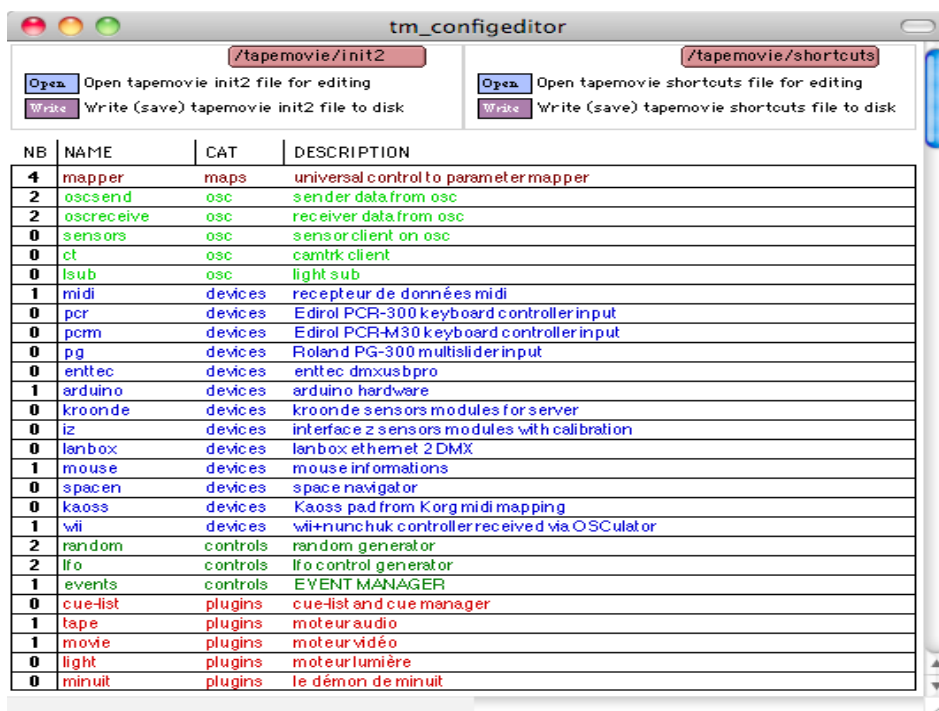 tm_configeditor
/tapemovie/init2
Open Open tapemovie init2 file for editing
Write Write (save) tapemovie init2 file to disk
/tapemovie/shortcuts
Open Open tapemovie shortcuts file for editing
Write Write (save) tapemovie shortcuts file to disk
NB NAME CAT DESCRIPTION
4 mapper maps universal control to parameter mapper
2 oscsend osc sender data from osc
2 oscreceive osc receiver data from osc
0 sensors osc sensor client on osc
0 ct osc camtrk client
0 lsub osc light sub
1 midi devices recepteur de données midi
0 pcr devices Edirol PCR-300 keyboard controller input
0 pcrm devices Edirol PCR-M30 keyboard controller input
0 pg devices Roland PG-300 multislider input
0 enttec devices enttec dmxusbpro
1 arduino devices arduino hardware
0 kroonde devices kroonde sensors modules for server
0 iz devices interface z sensors modules with calibration
0 lanbox devices lanbox ethernet 2 DMX
1 mouse devices mouse informations
0 spacen devices space navigator
0 kaoss devices Kaoss pad from Korg midi mapping
1 wii devices wii+nunchuk controller received via OSCulator
2 random controls random generator
2 lfo controls lfo control generator
1 events controls EVENT MANAGER
0 cue-list plugins cue-list and cue manager
1 tape plugins moteur audio
1 movie plugins moteur vidéo
0 light plugins moteur lumière
0 minuit plugins le démon de minuit